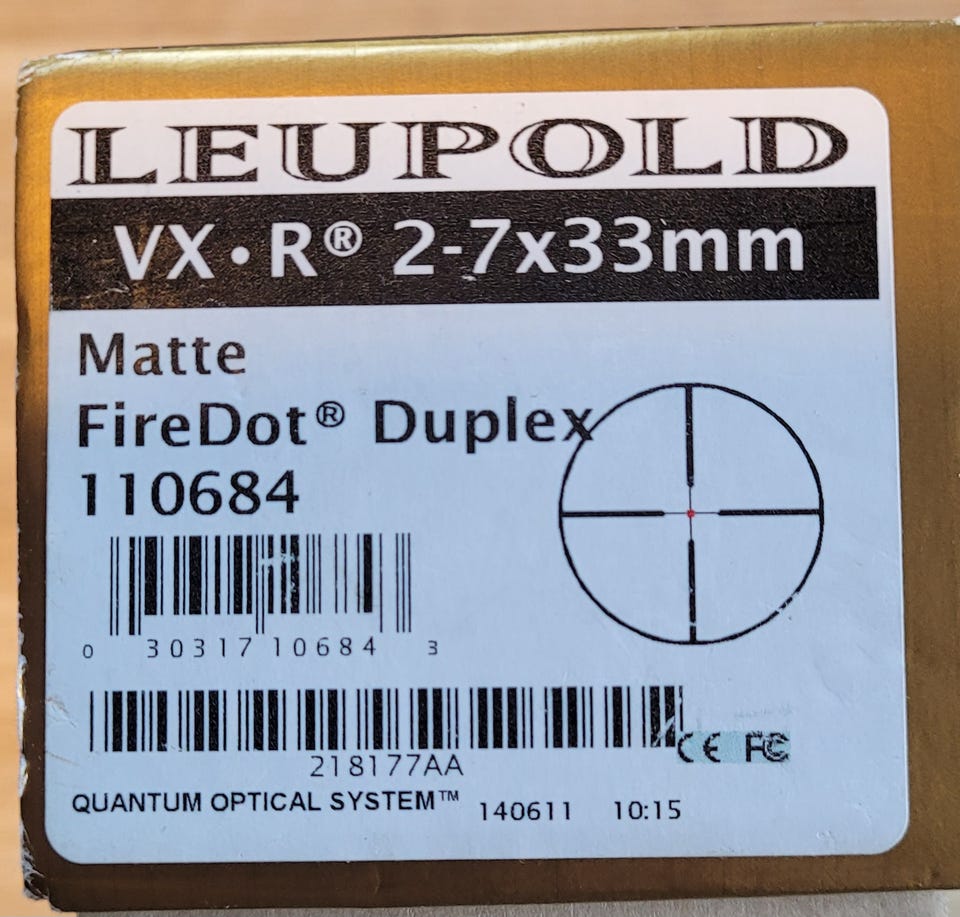 LEUPOLD
VX•R® 2-7x33mm
Matte
FireDot® Duplex
110684
0 30317 10684 3
218177AA
CE FC
QUANTUM OPTICAL SYSTEM™ 140611 10:15